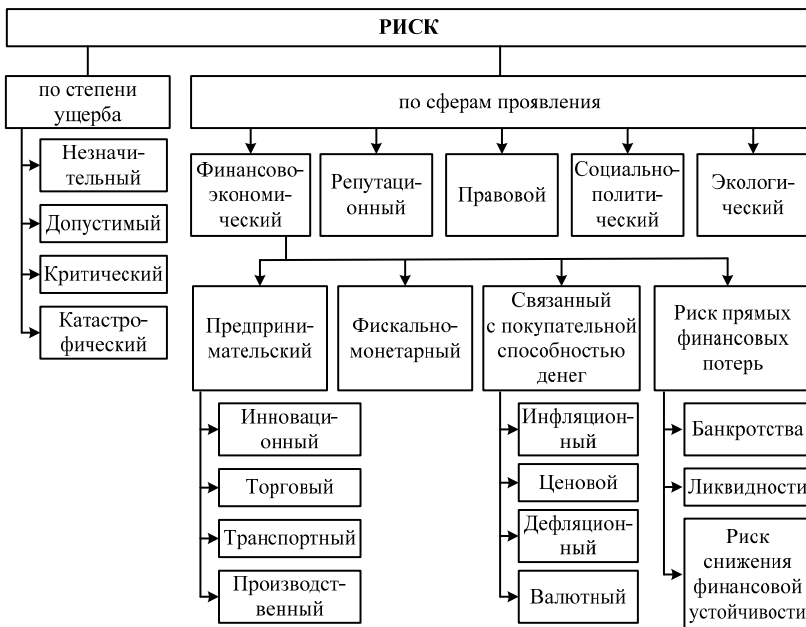 РИСК
по степени
ущерба
Незначи-
тельный
Допустимый
Критический
Катастро-
фический
по сферам проявления
Финансово-
экономи-
ческий
Репутаци-
онный
Правовой
Социально-
полити-
ческий
Экологи-
ческий
Предприни-
мательский
Фискально-
монетарный
Связанный
с покупательной
способностью
денег
Риск прямых
финансовых
потерь
Инноваци-
онный
Торговый
Транспортный
Производст-
венный
Инфляцион-
ный
Ценовой
Дефляцион-
ный
Валютный
Банкротства
Ликвидности
Риск
снижения
финансовой
устойчивости